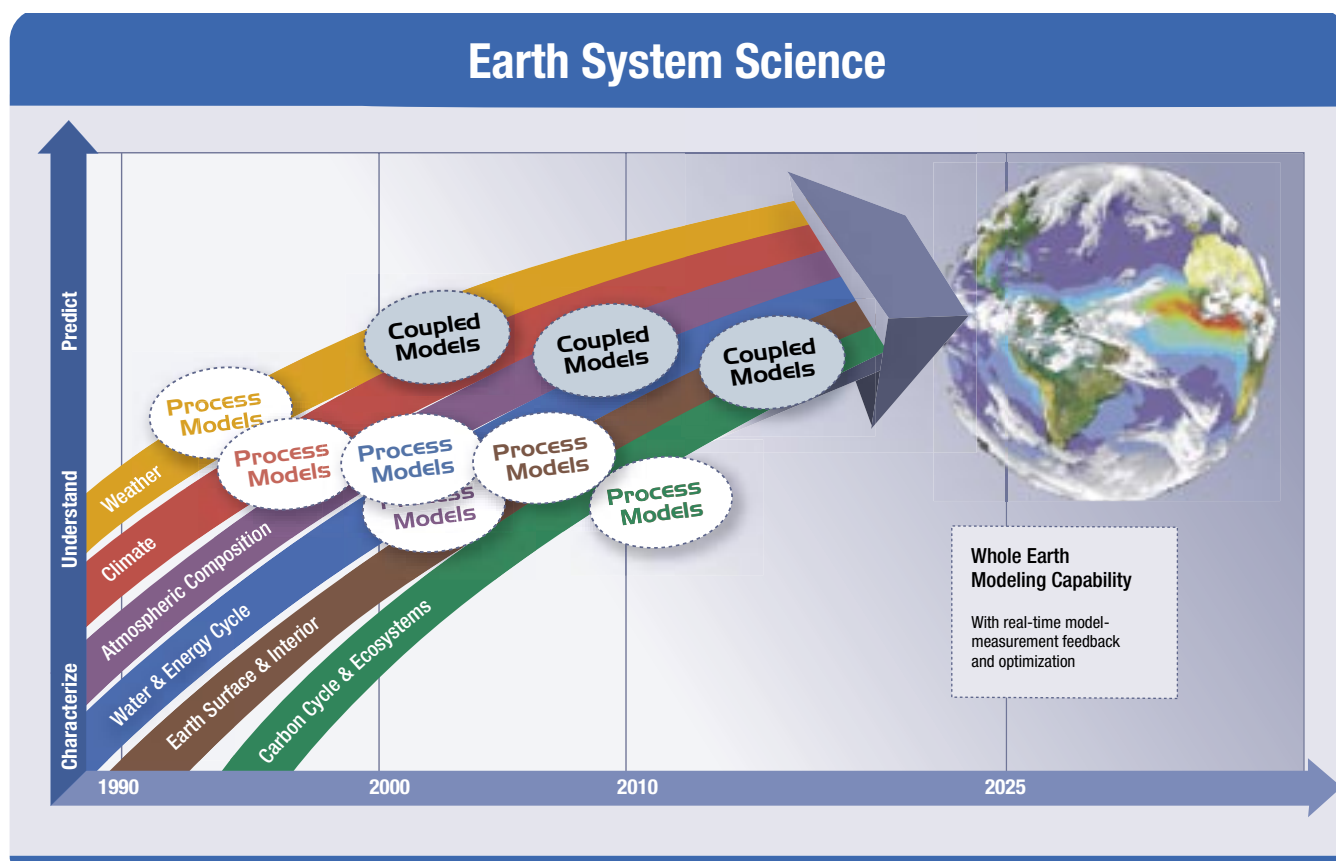 Earth System Science
Predict
Understand
Characterize
Weather
Climate
Atmospheric Composition
Water & Energy Cycle
Earth Surface & Interior
Carbon Cycle & Ecosystems
Process
Models
Process
Models
Process
Models
Process
Models
Process
Models
Process
Models
Coupled
Models
Coupled
Models
Coupled
Models
Whole Earth
Modeling Capability
With real-time model-
measurement feedback
and optimization
1990
2000
2010
2025